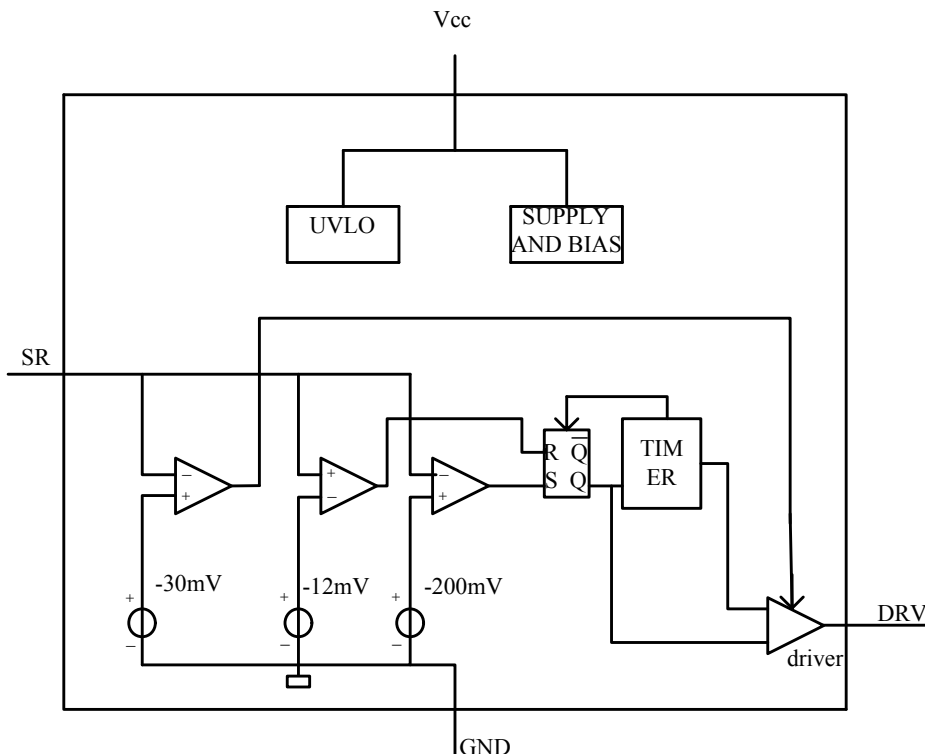 Vcc
UVLO
SUPPLY
AND BIAS
SR
R Q
S Q
TIM
ER
− +
+ −
− +
-30mV
-12mV
-200mV
+ −
+ −
+ −
DRV
driver
GND